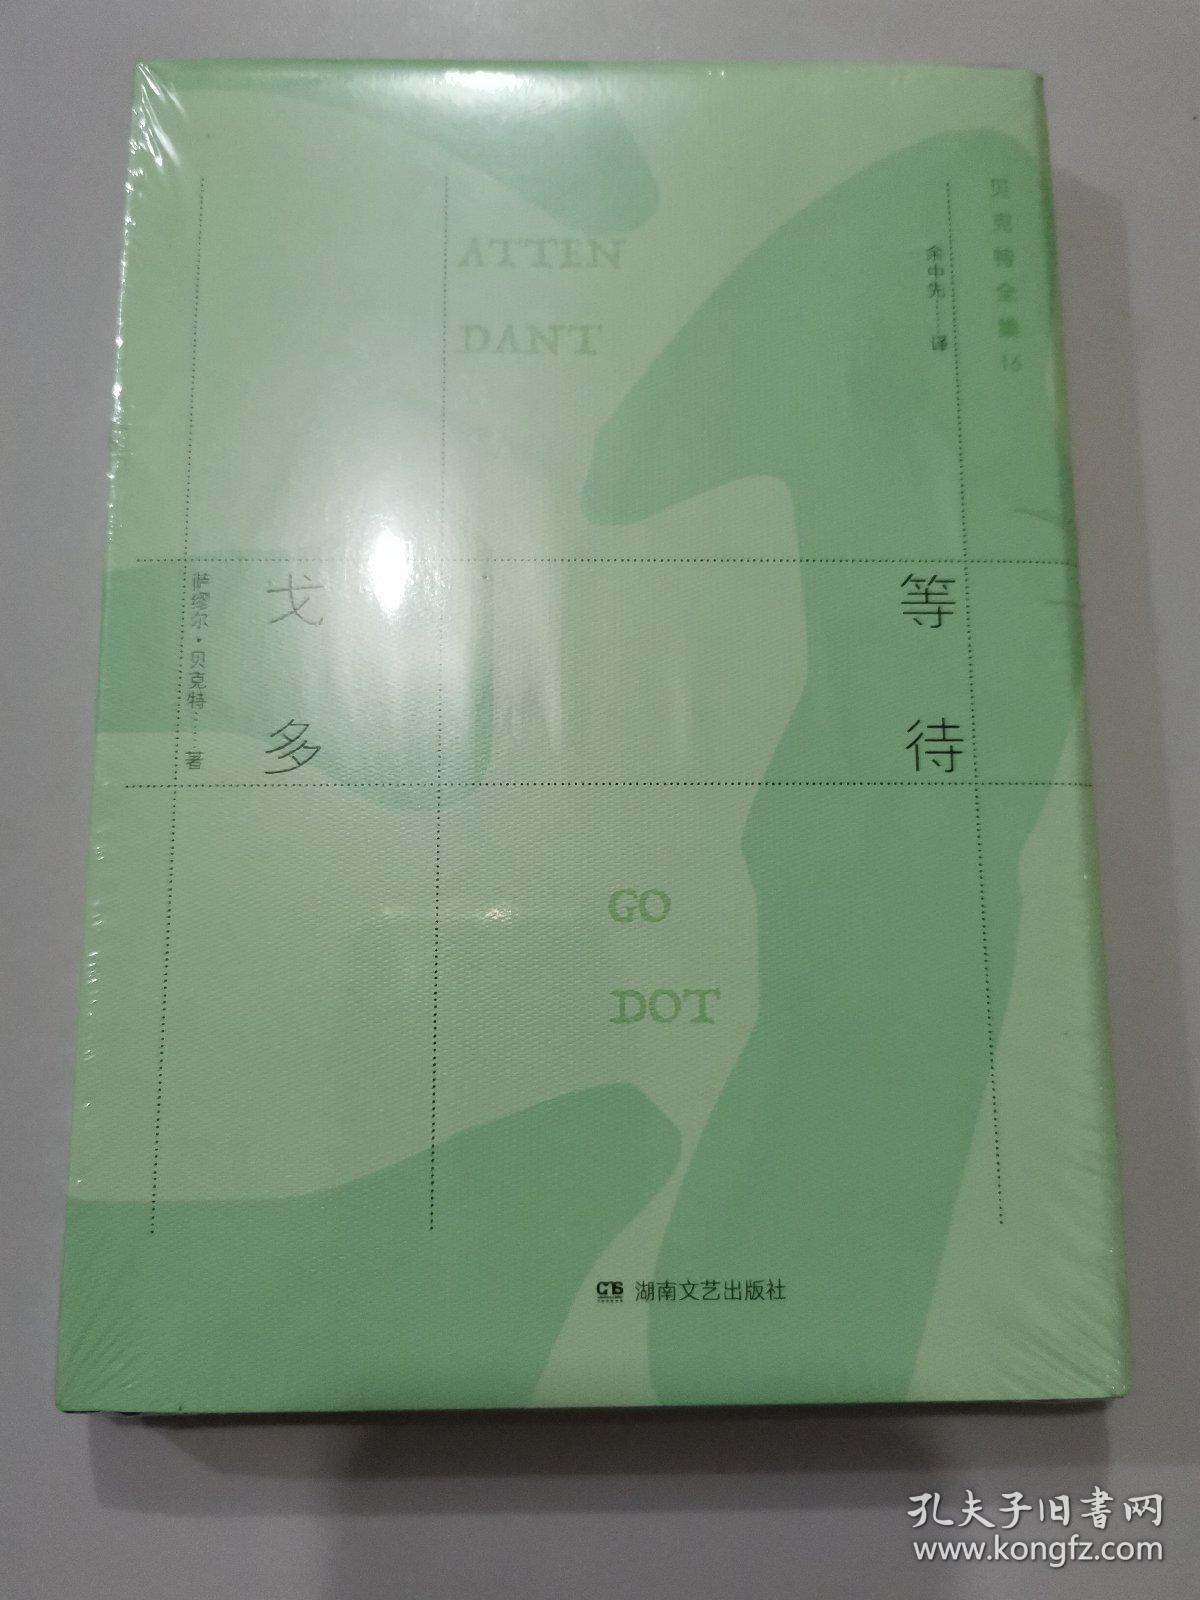 贝克特全集 16
余中先……译
等待
戈多
萨缪尔·贝克特……著
ATTEN
DANT
GO
DOT
CNS 湖南文艺出版社
孔夫子旧书网
www.kongfz.com